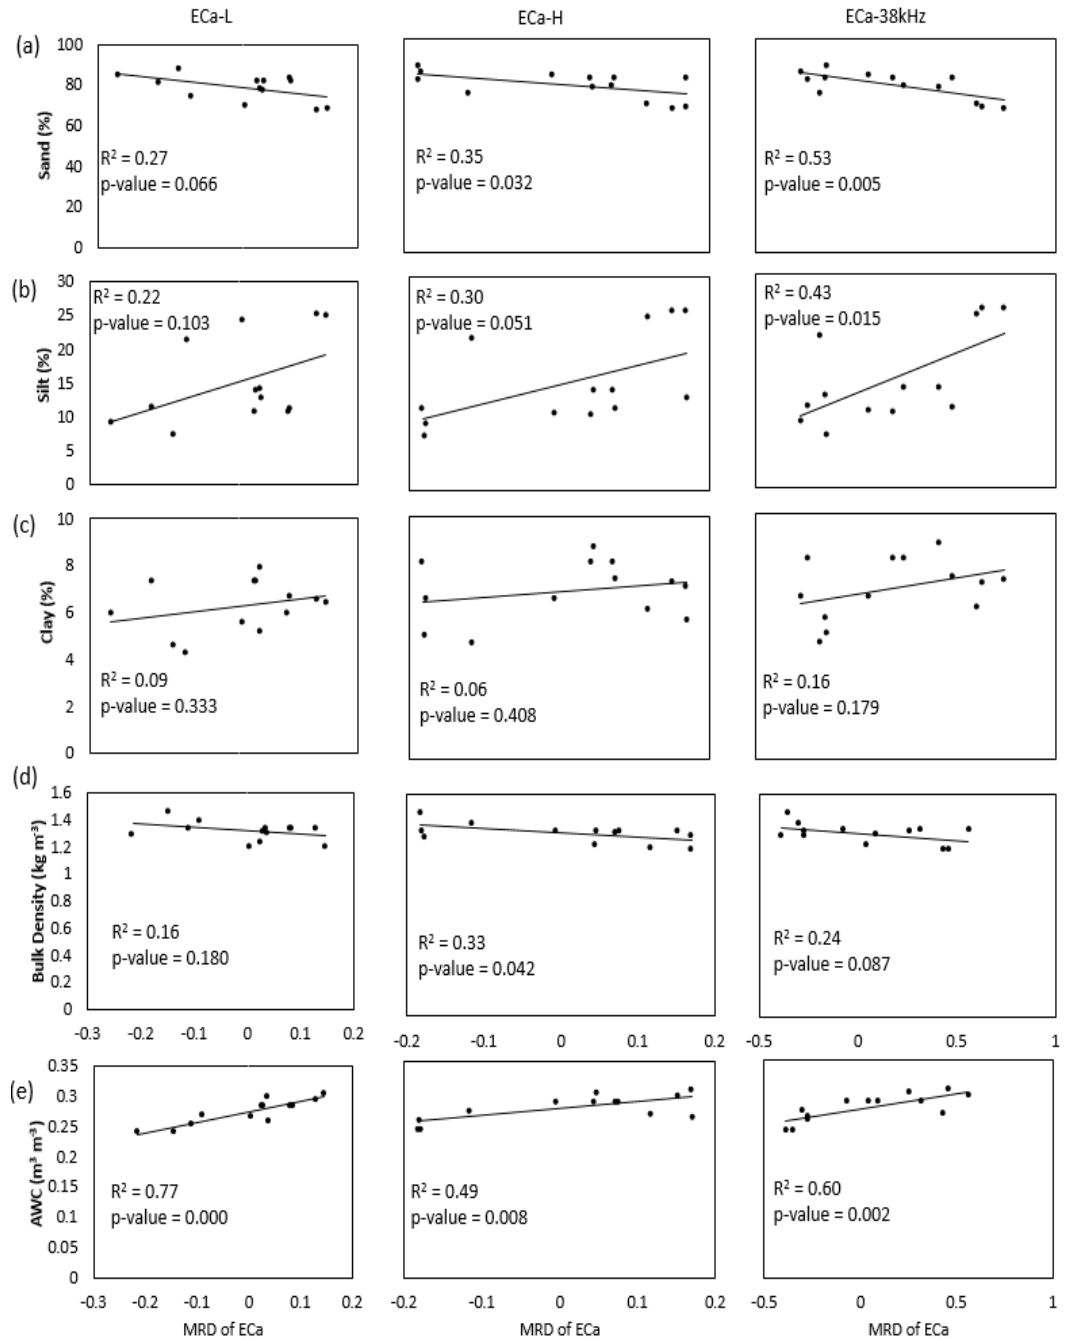 ECa-L
ECa-H
ECa-38kHz
(a)
Sand (%)
100
80
60
40
20
0
R² = 0.27
p-value = 0.066
R² = 0.35
p-value = 0.032
R² = 0.53
p-value = 0.005
(b)
Silt (%)
30
25
20
15
10
5
0
R² = 0.22
p-value = 0.103
R² = 0.30
p-value = 0.051
R² = 0.43
p-value = 0.015
(c)
Clay (%)
10
8
6
4
2
0
R² = 0.09
p-value = 0.333
R² = 0.06
p-value = 0.408
R² = 0.16
p-value = 0.179
(d)
Bulk Density (kg m⁻³)
1.6
1.4
1.2
1
0.8
0.6
0.4
0.2
0
R² = 0.16
p-value = 0.180
R² = 0.33
p-value = 0.042
R² = 0.24
p-value = 0.087
-0.3 -0.2 -0.1 0 0.1 0.2
-0.2 -0.1 0 0.1 0.2
-0.5 0 0.5 1
(e)
AWC (m³ m⁻³)
0.35
0.3
0.25
0.2
0.15
0.1
0.05
0
R² = 0.77
p-value = 0.000
R² = 0.49
p-value = 0.008
R² = 0.60
p-value = 0.002
-0.3 -0.2 -0.1 0 0.1 0.2
-0.2 -0.1 0 0.1 0.2
-0.5 0 0.5 1
MRD of ECa
MRD of ECa
MRD of ECa